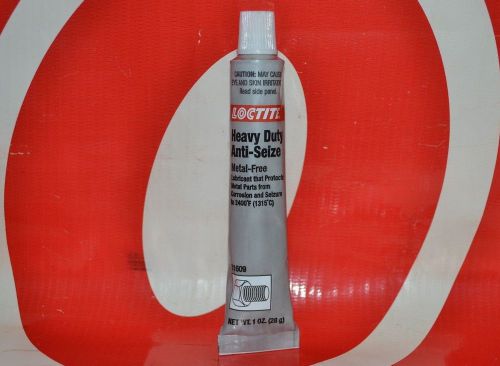 CAUTION: MAY CAUSE
EYE AND SKIN IRRITATION
Read side panel.
LOCTITE
Heavy Duty
Anti-Seize
Metal-Free
Lubricant that Protects
Metal Parts from
Corrosion and Seizure
to 2400°F (1315°C)
51609
NET WT. 1 OZ. (28 g)